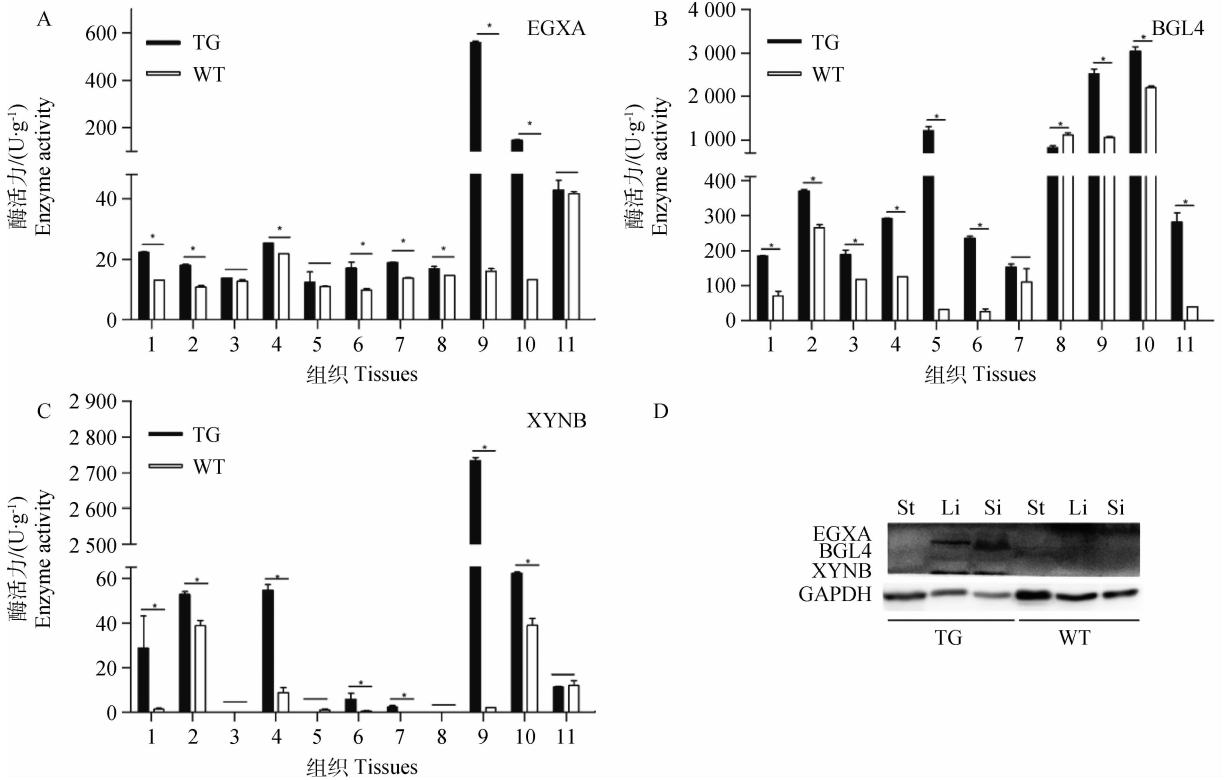 A
EGXA
600
400
200
40
20
0
TG
WT
酶活力/(U·g⁻¹)
Enzyme activity
*
*
*
*
*
*
*
*
1 2 3 4 5 6 7 8 9 10 11
组织 Tissues
B
BGL4
4 000
3 000
2 000
1 000
400
300
200
100
0
TG
WT
酶活力/(U·g⁻¹)
Enzyme activity
*
*
*
*
*
*
*
*
*
*
1 2 3 4 5 6 7 8 9 10 11
组织 Tissues
C
XYNB
2 900
2 800
2 700
2 600
2 500
60
40
20
0
TG
WT
酶活力/(U·g⁻¹)
Enzyme activity
*
*
*
*
*
*
*
1 2 3 4 5 6 7 8 9 10 11
组织 Tissues
D
St Li Si St Li Si
EGXA
BGL4
XYNB
GAPDH
TG WT